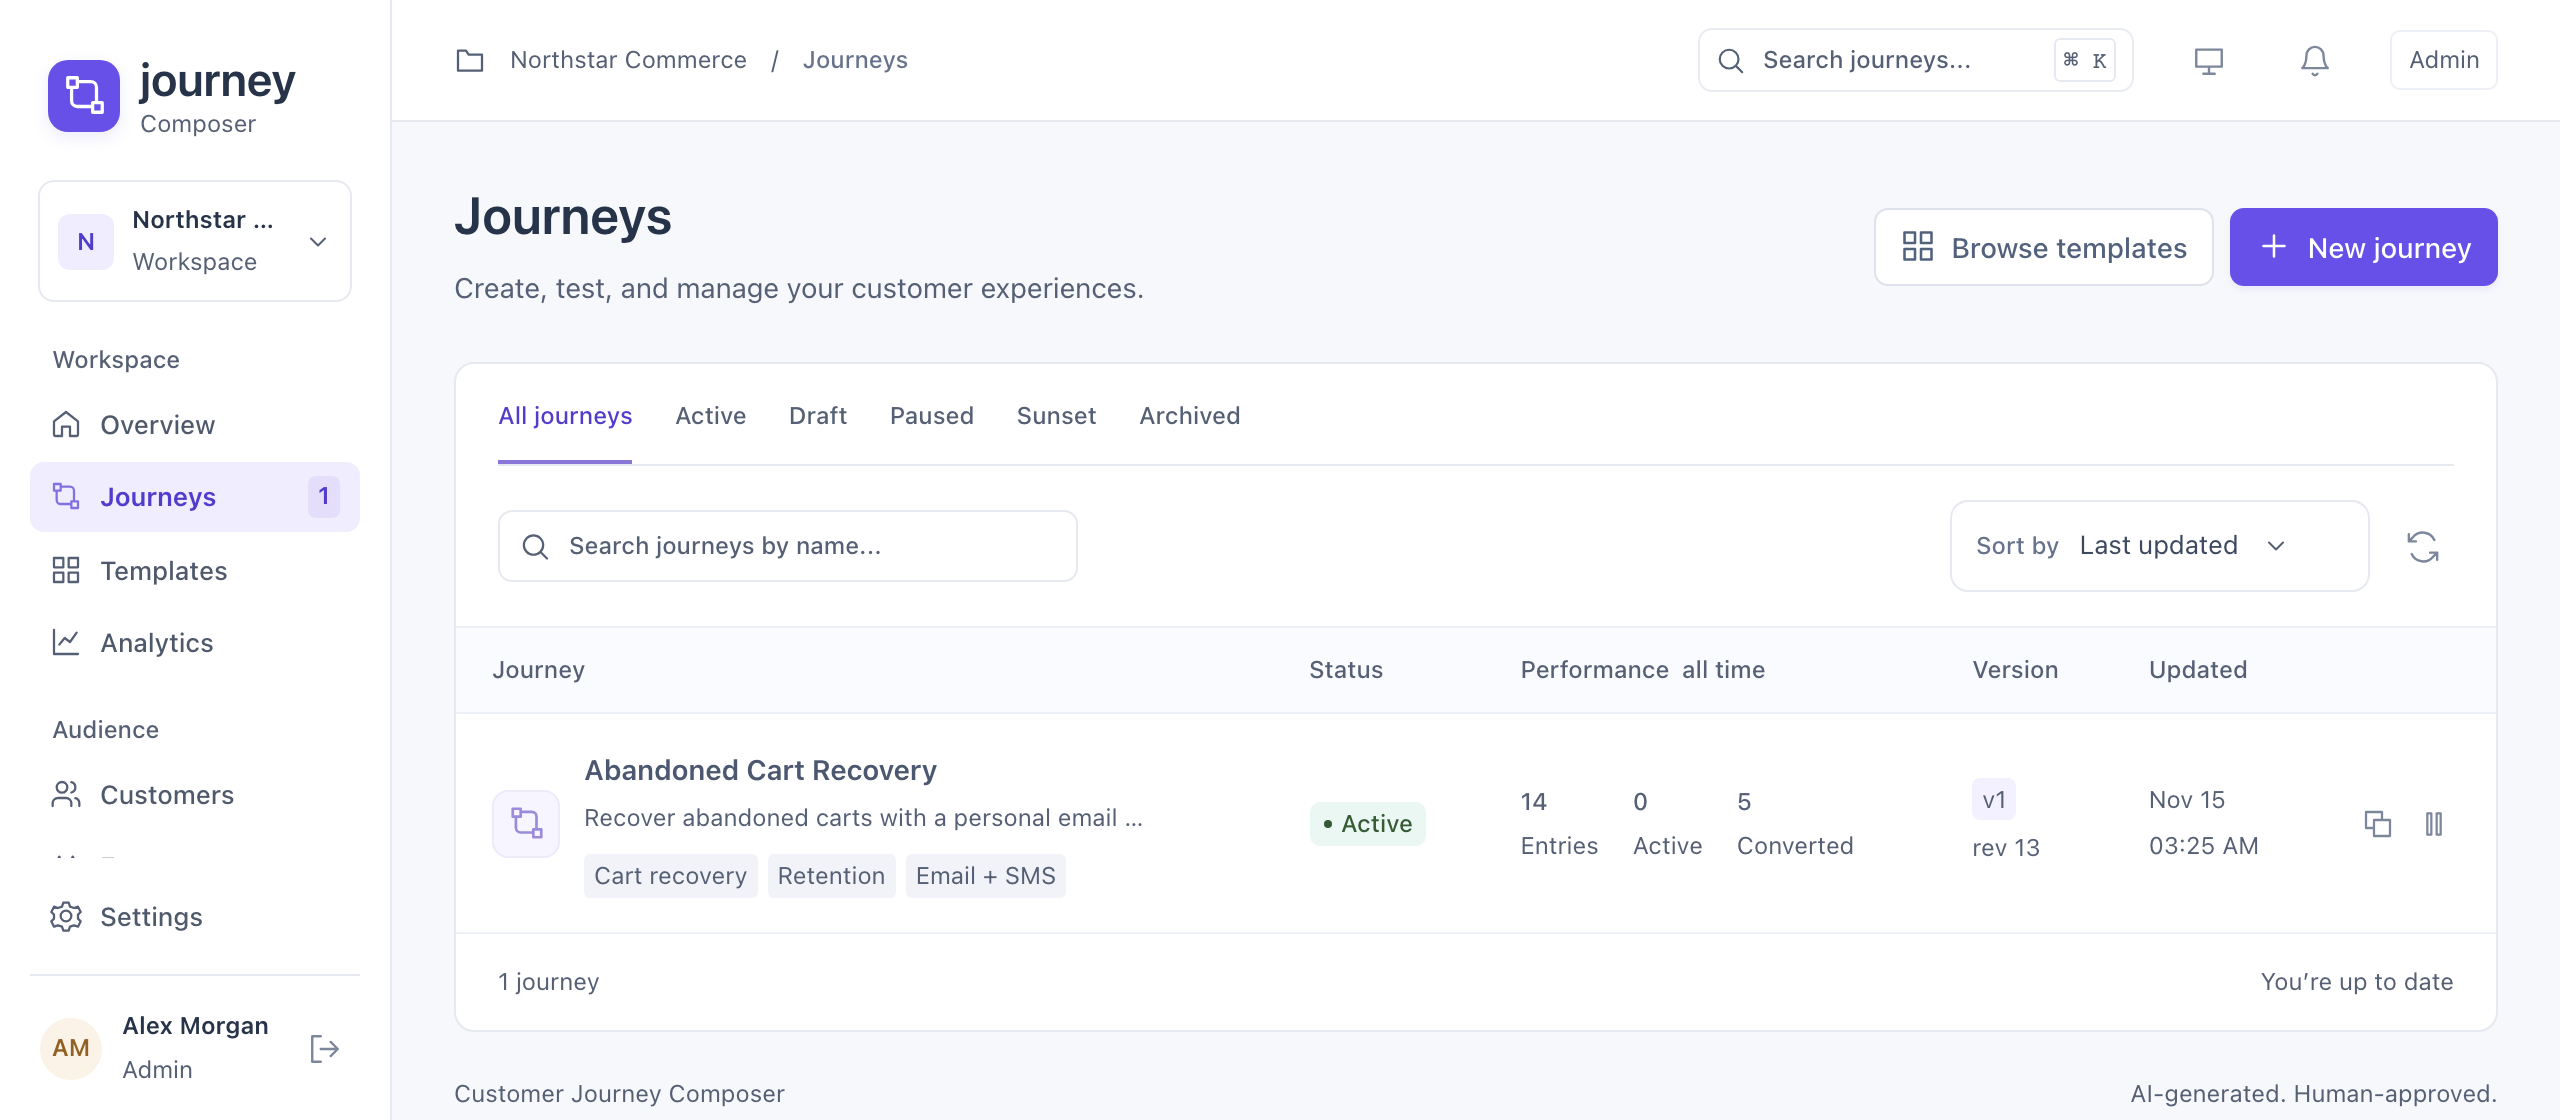 journey
Composer
N
Northstar ...
Workspace
Workspace
Overview
Journeys 1
Templates
Analytics
Audience
Customers
Settings
AM
Alex Morgan
Admin
Northstar Commerce / Journeys
Search journeys... ⌘ K
Admin
Journeys
Create, test, and manage your customer experiences.
Browse templates
+ New journey
All journeys Active Draft Paused Sunset Archived
Search journeys by name...
Sort by Last updated
Journey Status Performance all time Version Updated
Abandoned Cart Recovery
Recover abandoned carts with a personal email ...
Cart recovery Retention Email + SMS
• Active
14 0 5
Entries Active Converted
v1
rev 13
Nov 15
03:25 AM
1 journey You’re up to date
Customer Journey Composer AI-generated. Human-approved.